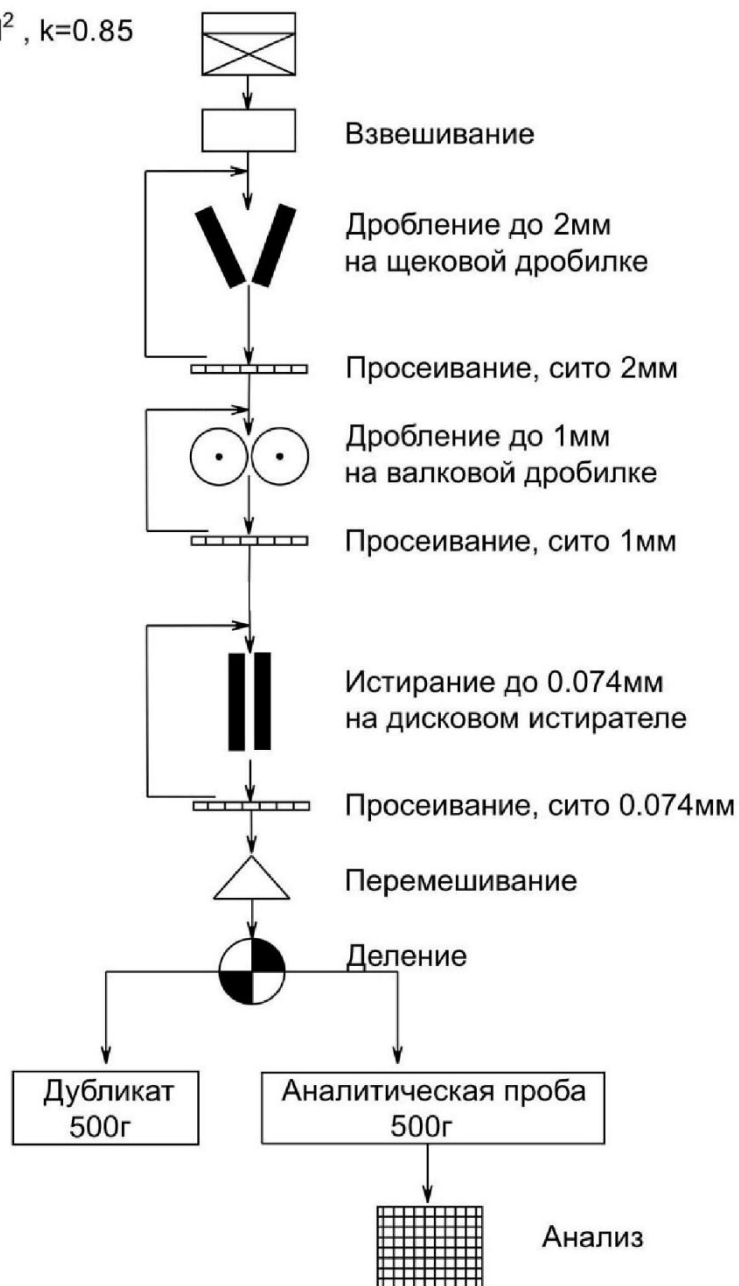 ², k=0.85
Взвешивание
Дробление до 2мм
на щековой дробилке
Просеивание, сито 2мм
Дробление до 1мм
на валковой дробилке
Просеивание, сито 1мм
Истирание до 0.074мм
на дисковом истирателе
Просеивание, сито 0.074мм
Перемешивание
Деление
Дубликат
500г
Аналитическая проба
500г
Анализ